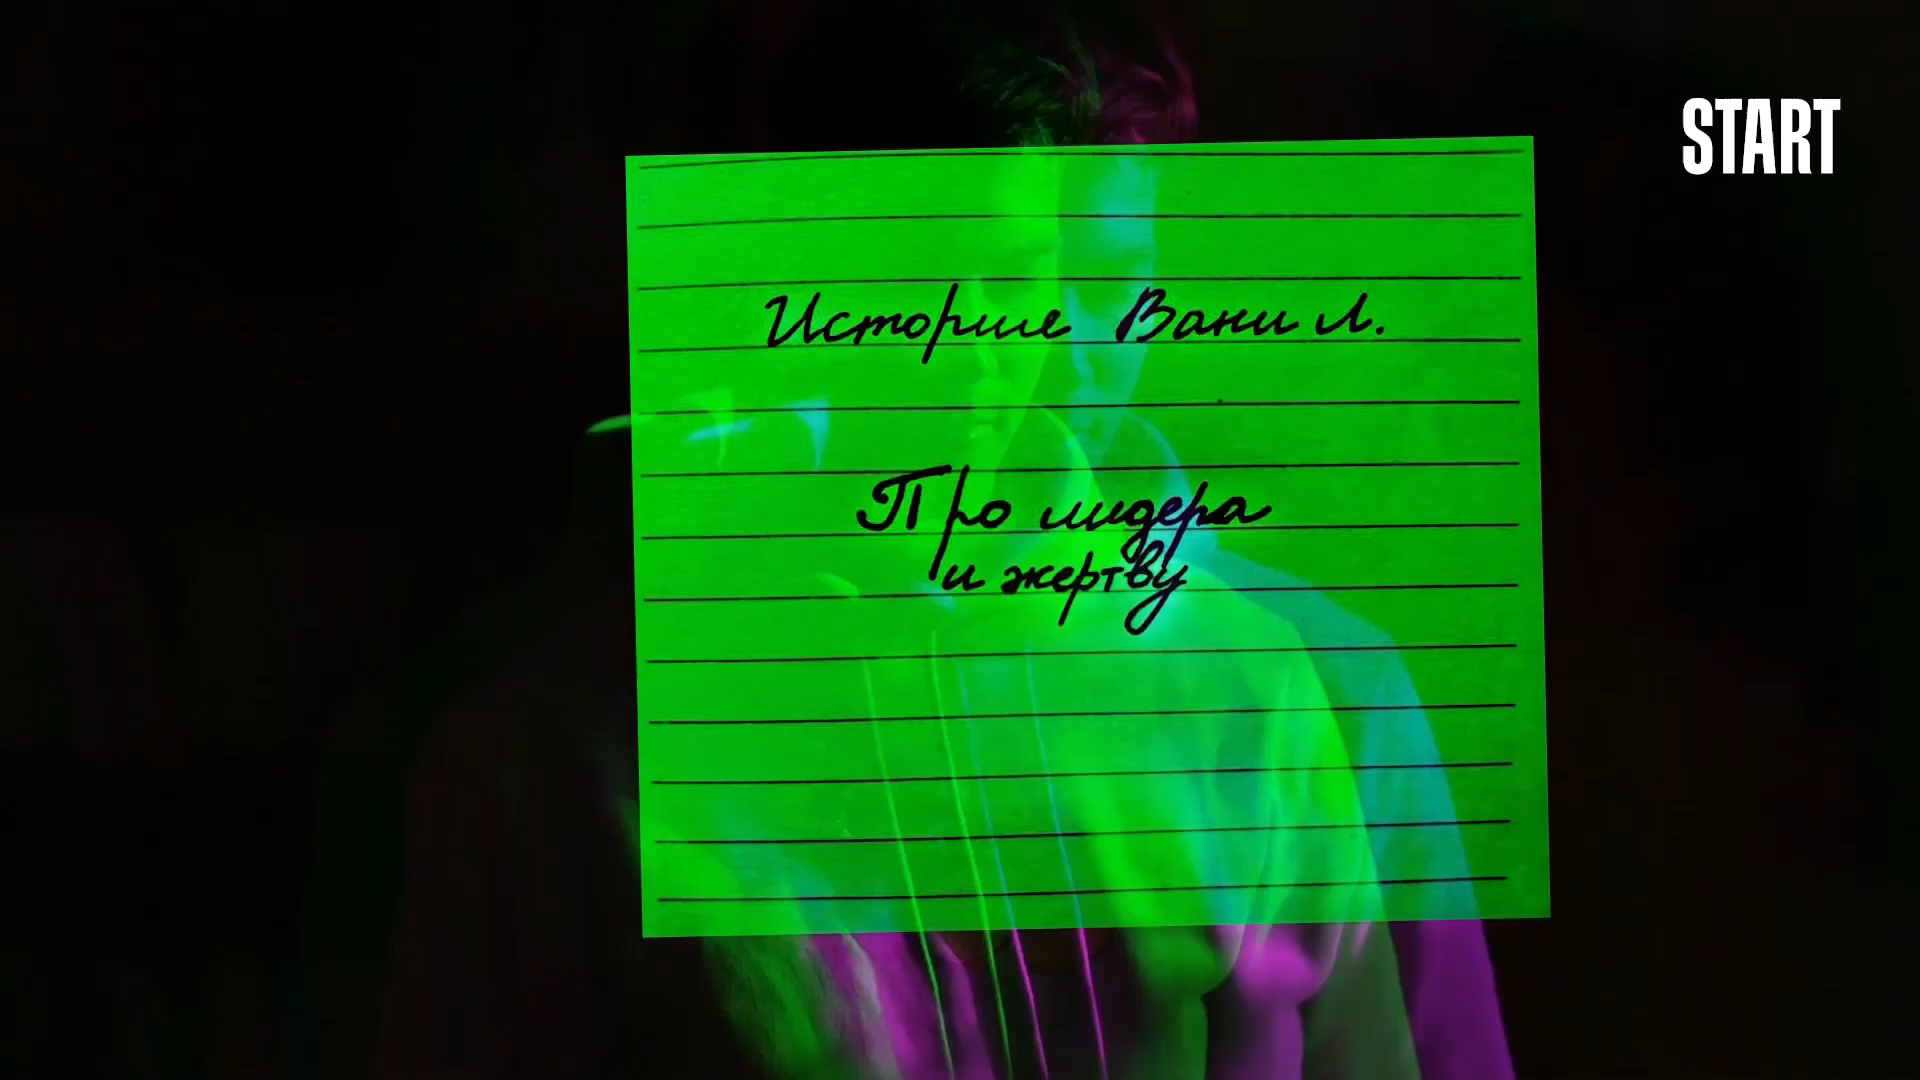 START
История Вани Л.
Про лидера
и жертву